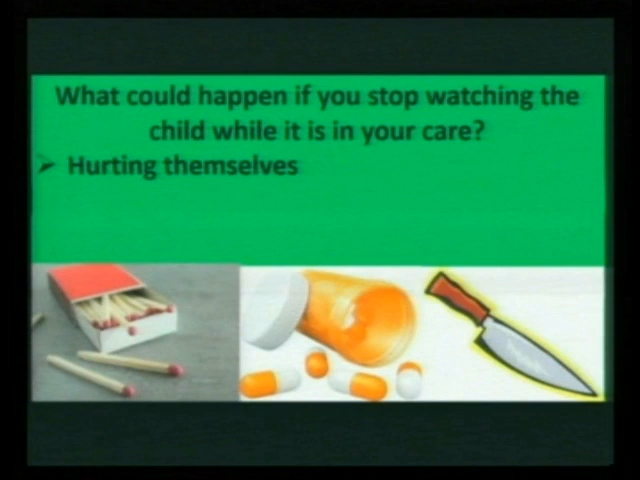 What could happen if you stop watching the
child while it is in your care?
➢ Hurting themselves